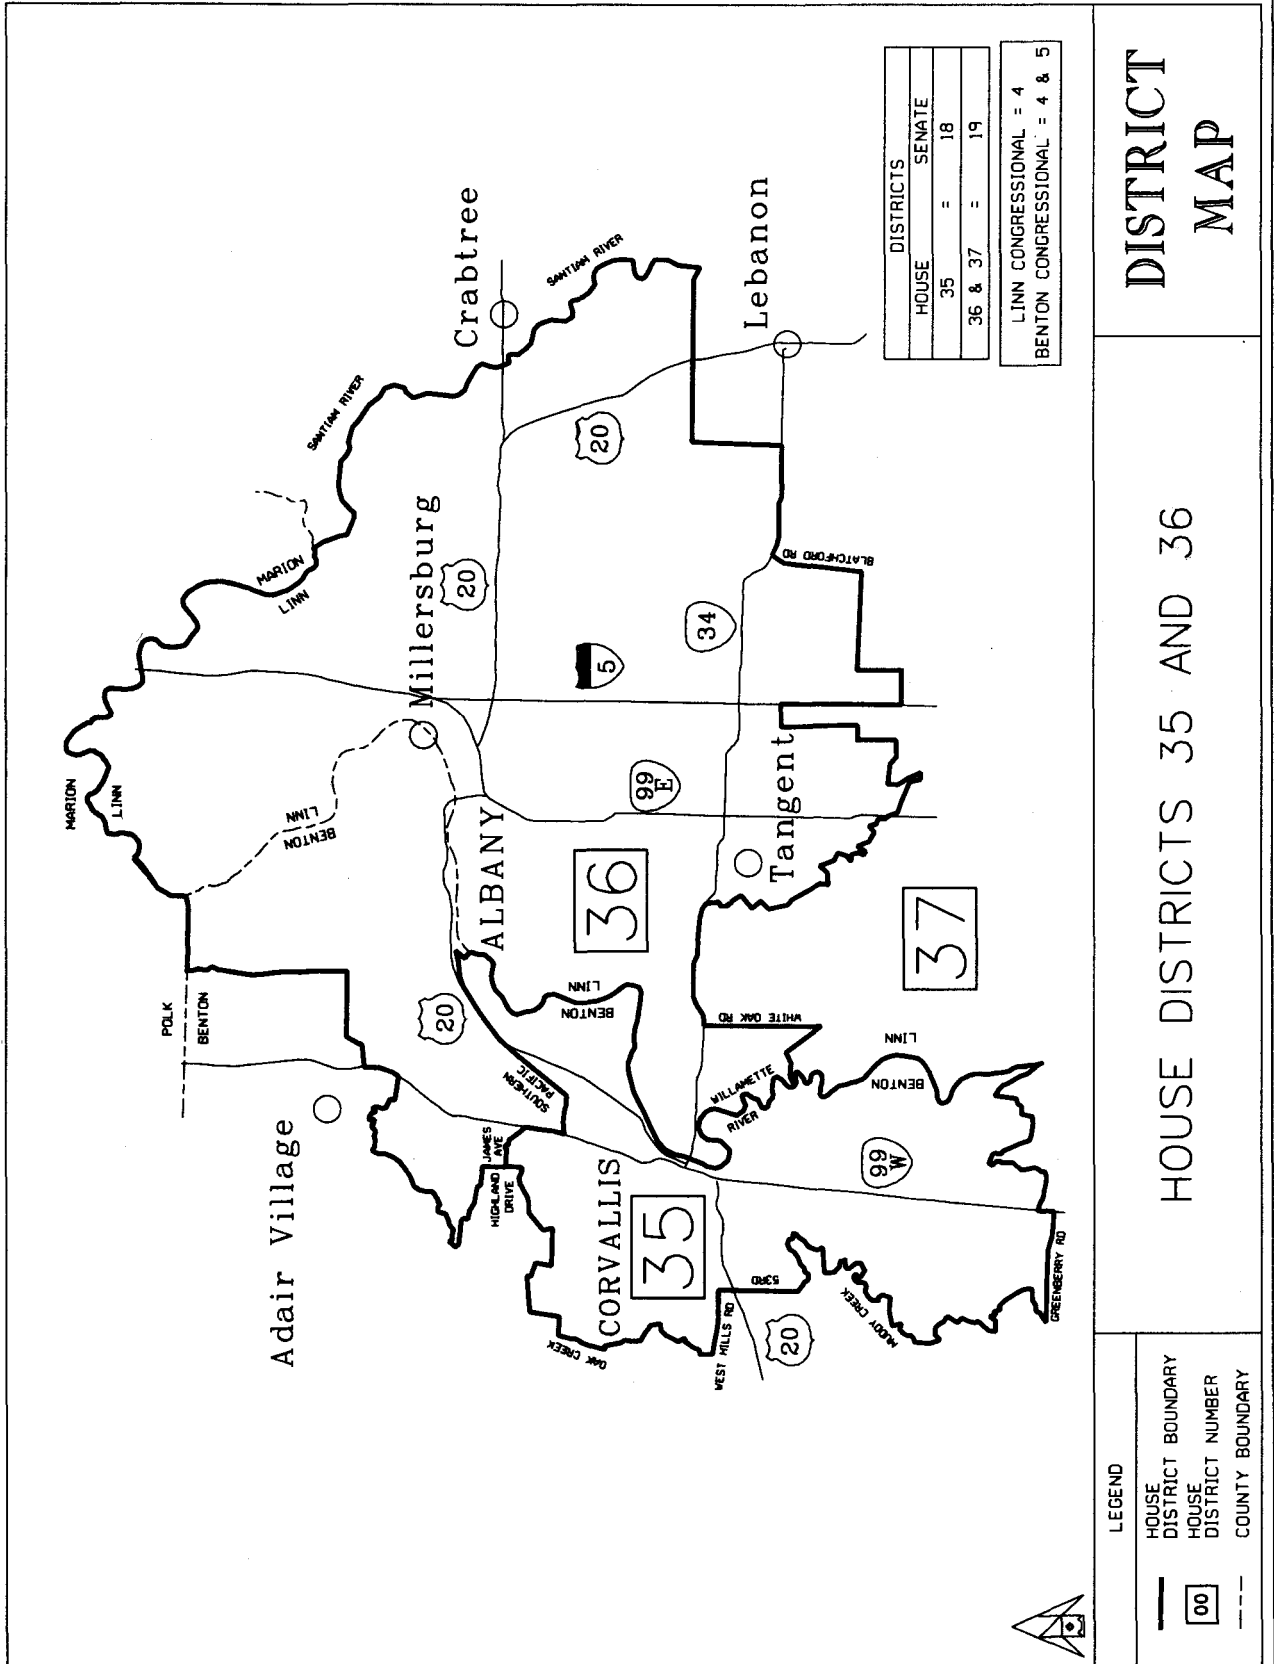 DISTRICT
MAP
HOUSE DISTRICTS 35 AND 36
LEGEND
HOUSE
DISTRICT BOUNDARY
00
HOUSE
DISTRICT NUMBER
COUNTY BOUNDARY
DISTRICTS
HOUSE SENATE
35 = 18
36 & 37 = 19
LINN CONGRESSIONAL = 4
BENTON CONGRESSIONAL = 4 & 5
Adair Village
POLK
BENTON
MARION
LINN
LINN
BENTON
MARION
LINN
SANTIAM RIVER
SANTIAM RIVER
Crabtree
Millersburg
20
20
Lebanon
ALBANY
20
SOUTHERN
PACIFIC
JAMES
AVE
HIGHLAND
DRIVE
LINN
BENTON
36
5
34
99
E
Tangent
BLATCHFORD RD
CORVALLIS
35
OAK CREEK
WEST HILLS RD
53RD
20
MUDDY CREEK
GREENBERRY RD
99
W
WILLAMETTE
RIVER
WHITE OAK RD
LINN
BENTON
37